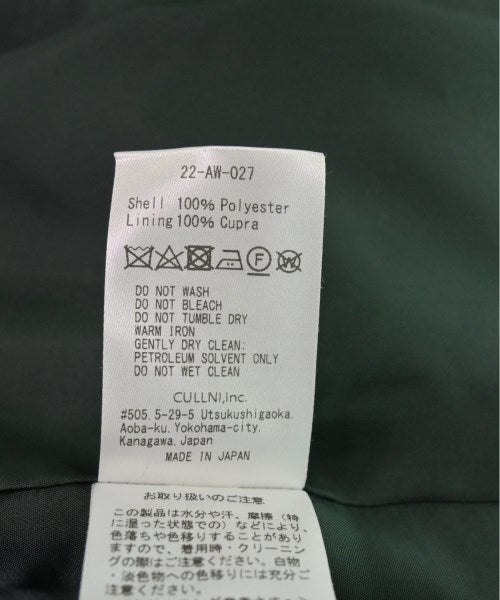 22-AW-027
Shell 100% Polyester
Lining 100% Cupra
F W
DO NOT WASH
DO NOT BLEACH
DO NOT TUMBLE DRY
WARM IRON
GENTLY DRY CLEAN:
PETROLEUM SOLVENT ONLY
DO NOT WET CLEAN
CULLNI,Inc.
#505.5-29-5 Utsukushigaoka.
Aoba-ku.Yokohama-city.
Kanagawa.Japan
MADE IN JAPAN
お取り扱いのご注意
この製品は水分や汗、摩擦（特
に湿った状態での）などにより、
色落ちや色移りすることがあり
ますので、着用時・クリーニン
グの際はご注意ください。白物
・淡色物への色移りには充分ご
注意ください。